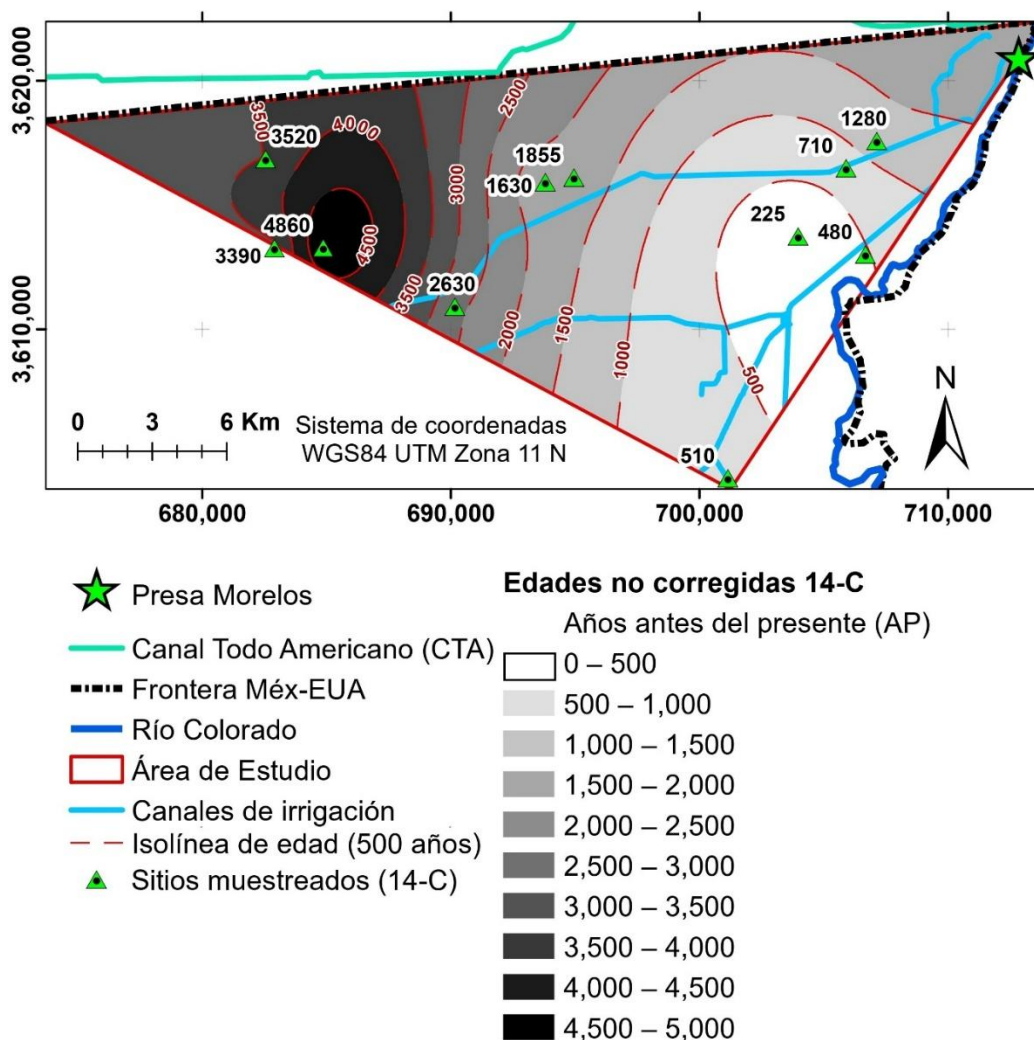 3,620,000
3,610,000
3500
4000
2500
3000
3520
1855
1630
710
1280
4860
3390
4500
225
480
2630
3500
2000
1500
1000
500
510
N
0 3 6 Km
Sistema de coordenadas
WGS84 UTM Zona 11 N
680,000 690,000 700,000 710,000
Presa Morelos
Canal Todo Americano (CTA)
Frontera Méx-EUA
Río Colorado
Área de Estudio
Canales de irrigación
Isolínea de edad (500 años)
Sitios muestreados (14-C)
Edades no corregidas 14-C
Años antes del presente (AP)
0 – 500
500 – 1,000
1,000 – 1,500
1,500 – 2,000
2,000 – 2,500
2,500 – 3,000
3,000 – 3,500
3,500 – 4,000
4,000 – 4,500
4,500 – 5,000